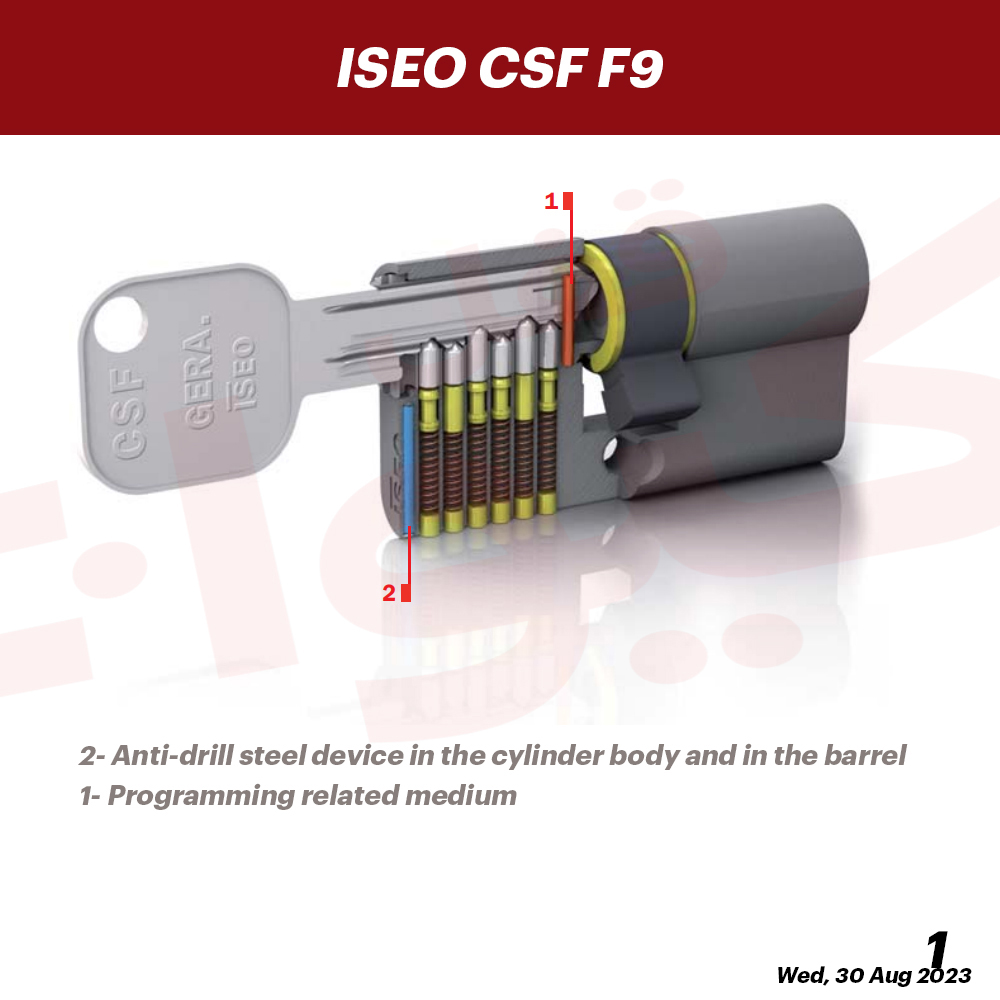 ISEO CSF F9
1
CSF
GERA.
ISEO
ISEO
2
2- Anti-drill steel device in the cylinder body and in the barrel
1- Programming related medium
1
Wed, 30 Aug 2023